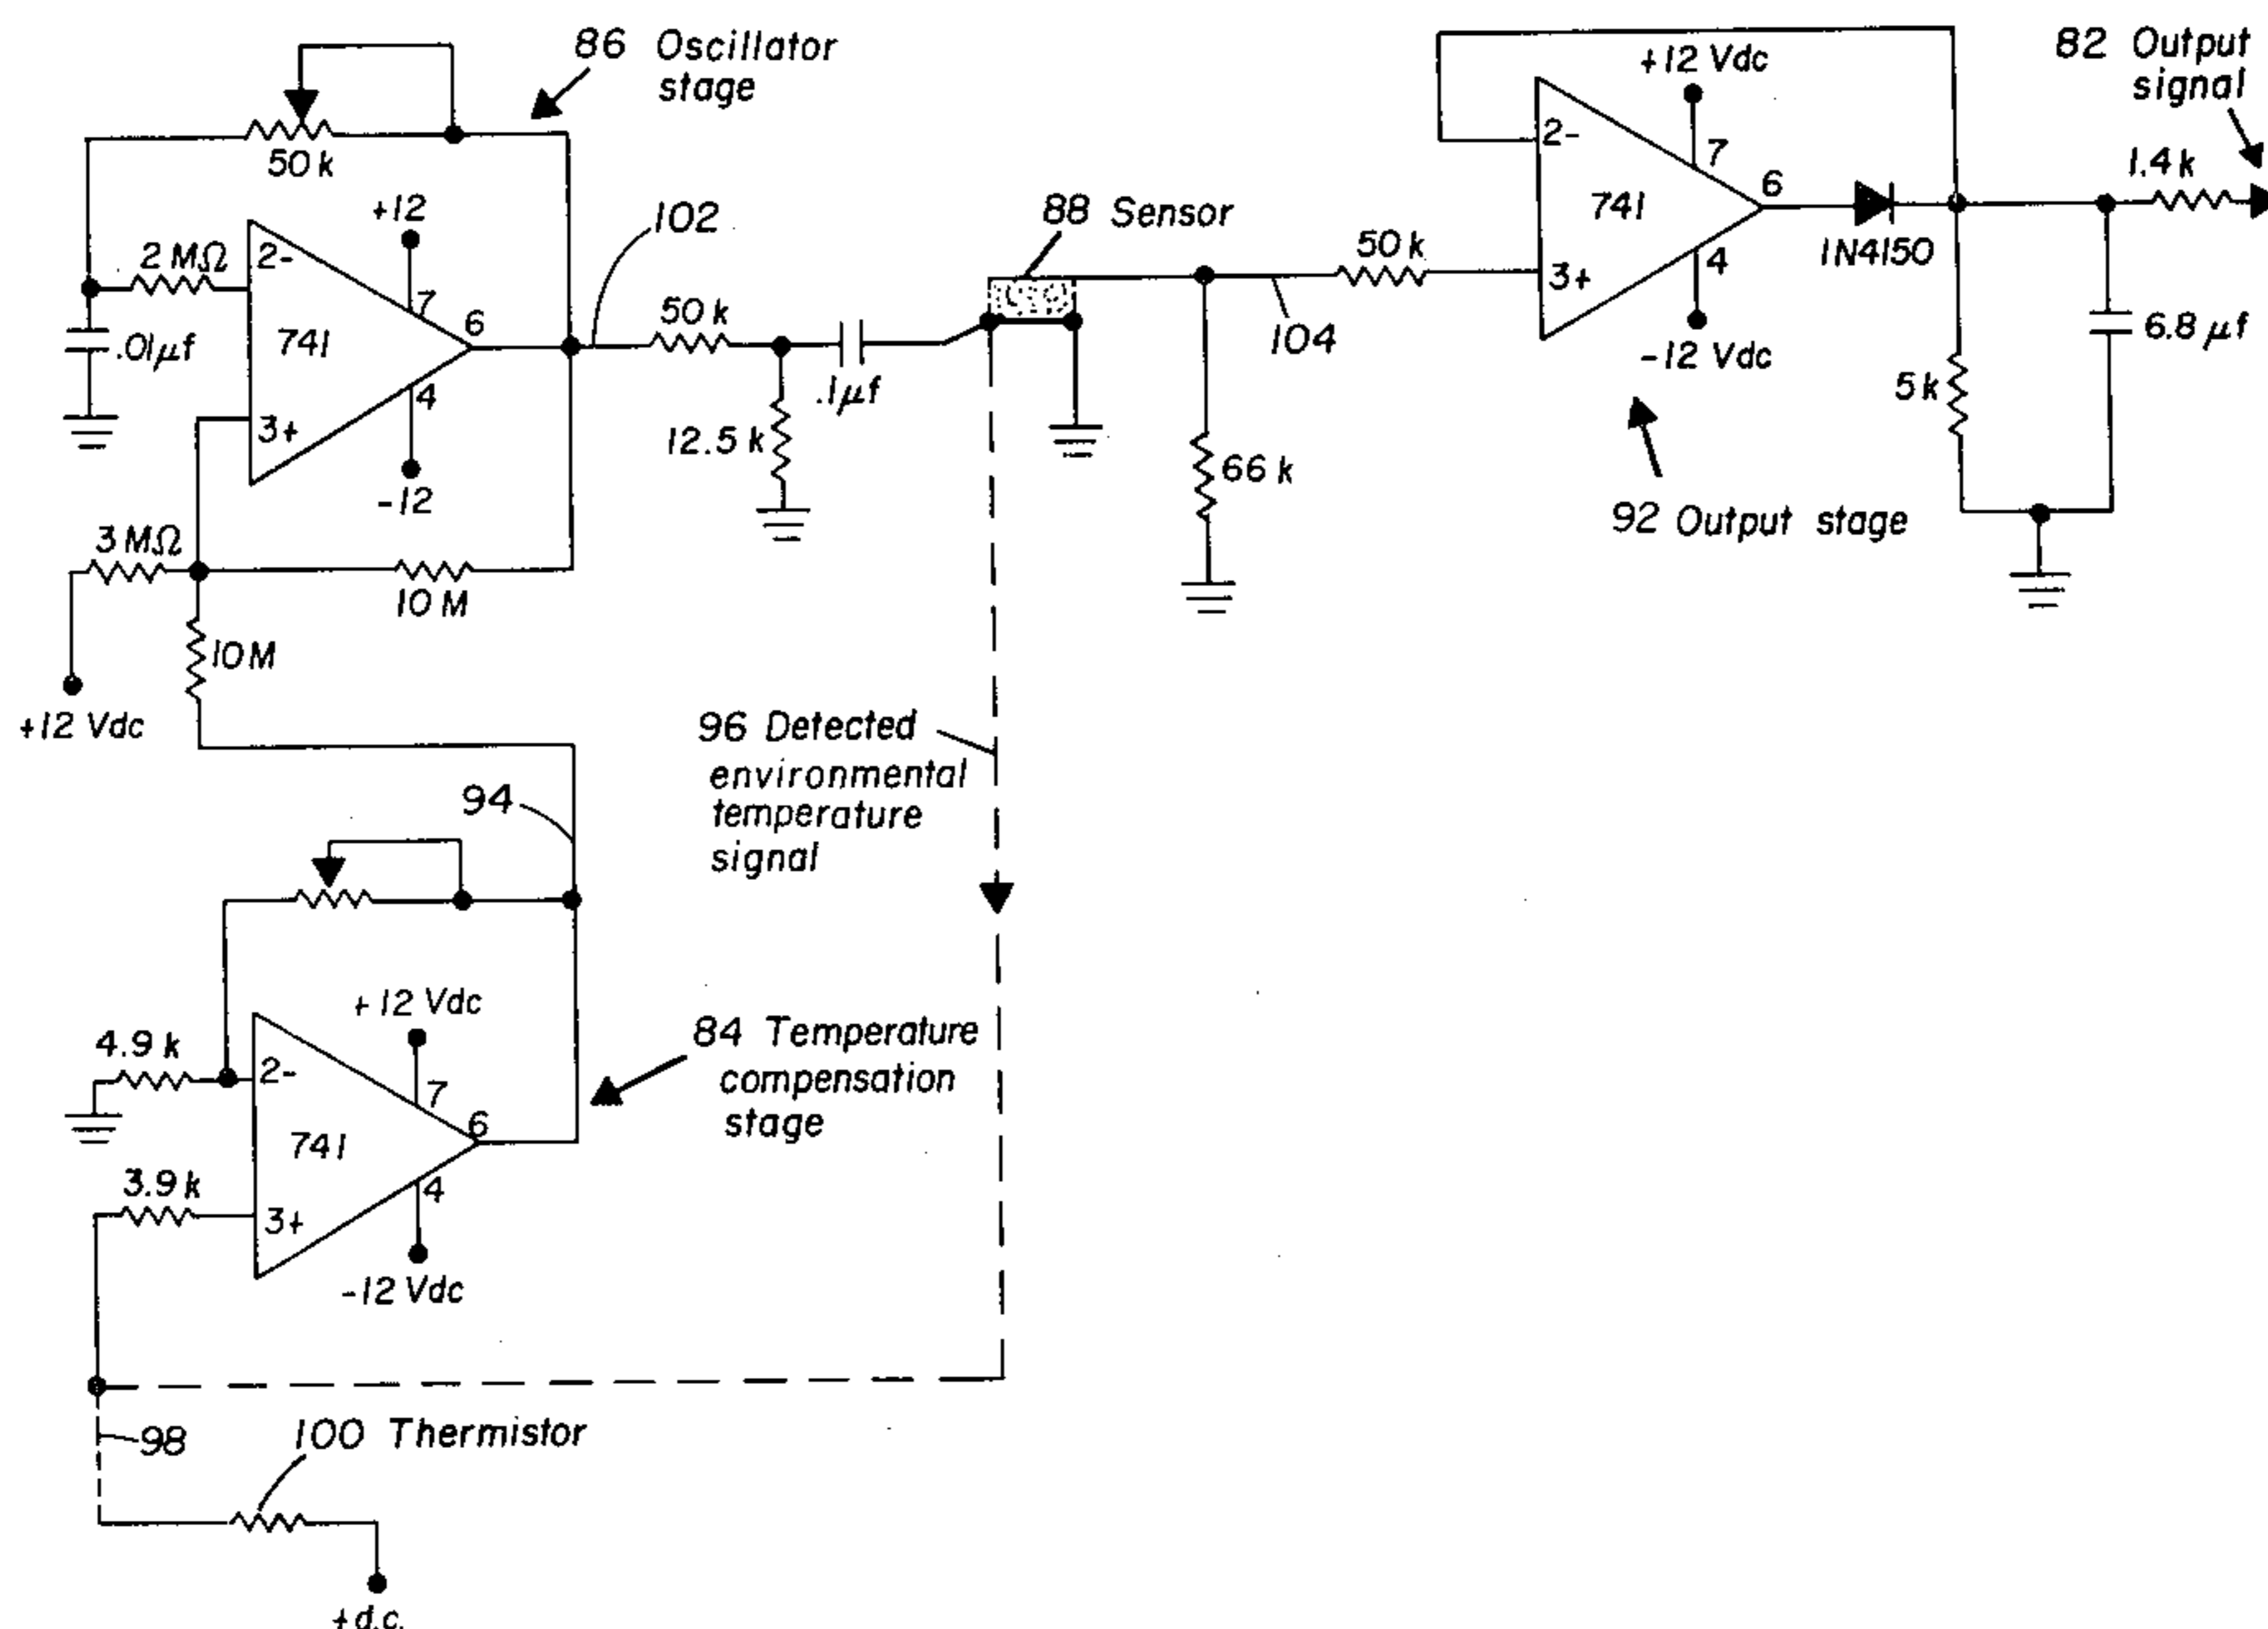 86 Oscillator
stage
50 k
+12
2 MΩ
2-
7
6
741
.01μf
4
3+
-12
3 MΩ
10 M
10 M
+12 Vdc
102
50 k
.1μf
12.5 k
88 Sensor
104
66 k
50 k
+12 Vdc
2-
7
6
741
3+
4
-12 Vdc
1N4150
82 Output
signal
1.4 k
5 k
6.8 μf
92 Output stage
96 Detected
environmental
temperature
signal
94
+12 Vdc
4.9 k
2-
7
6
741
3.9 k
3+
4
-12 Vdc
84 Temperature
compensation
stage
98
100 Thermistor
+d.c.